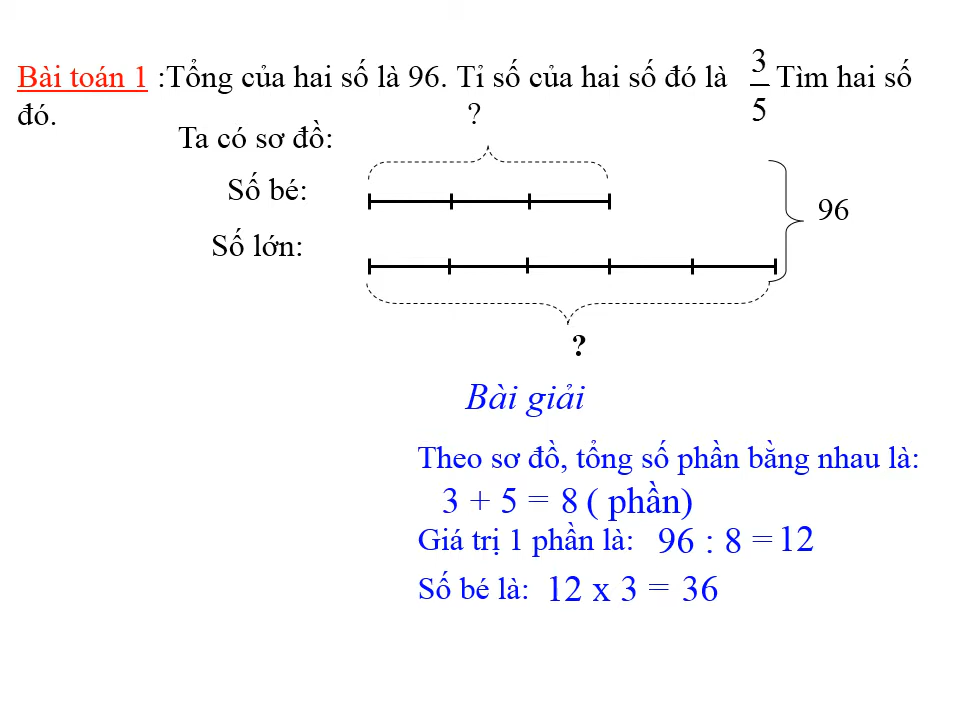 Bài toán 1 :Tổng của hai số là 96. Tỉ số của hai số đó là 3/5 Tìm hai số
đó.
?
Ta có sơ đồ:
Số bé:
96
Số lớn:
?
Bài giải
Theo sơ đồ, tổng số phần bằng nhau là:
3 + 5 = 8 ( phần)
Giá trị 1 phần là: 96 : 8 = 12
Số bé là: 12 x 3 = 36